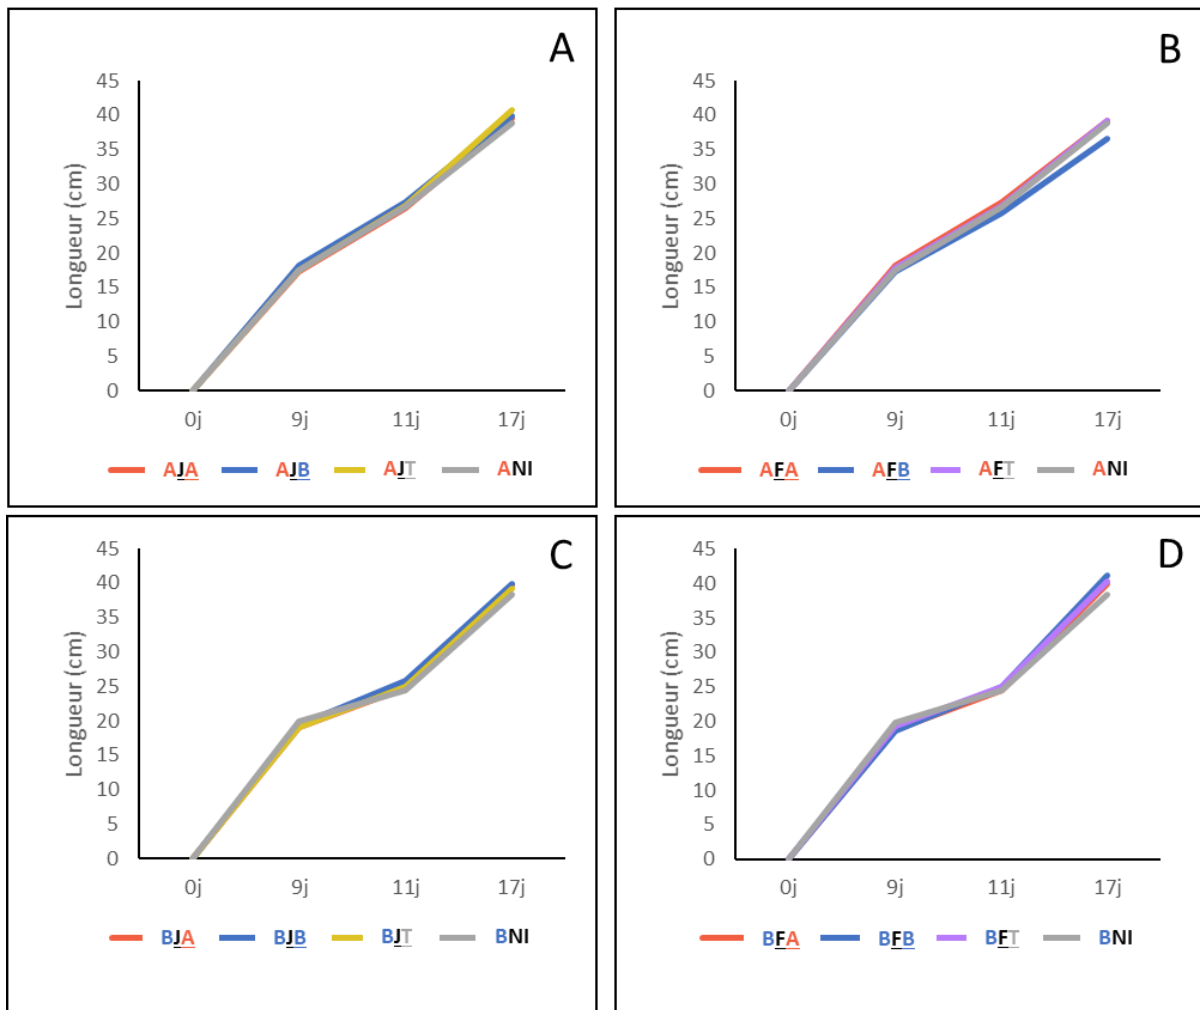 A
Longueur (cm)
45
40
35
30
25
20
15
10
5
0
0j 9j 11j 17j
AJA AJB AJT ANI
B
Longueur (cm)
45
40
35
30
25
20
15
10
5
0
0j 9j 11j 17j
AFA AFB AFT ANI
C
Longueur (cm)
45
40
35
30
25
20
15
10
5
0
0j 9j 11j 17j
BJA BJB BJT BNI
D
Longueur (cm)
45
40
35
30
25
20
15
10
5
0
0j 9j 11j 17j
BFA BFB BFT BNI